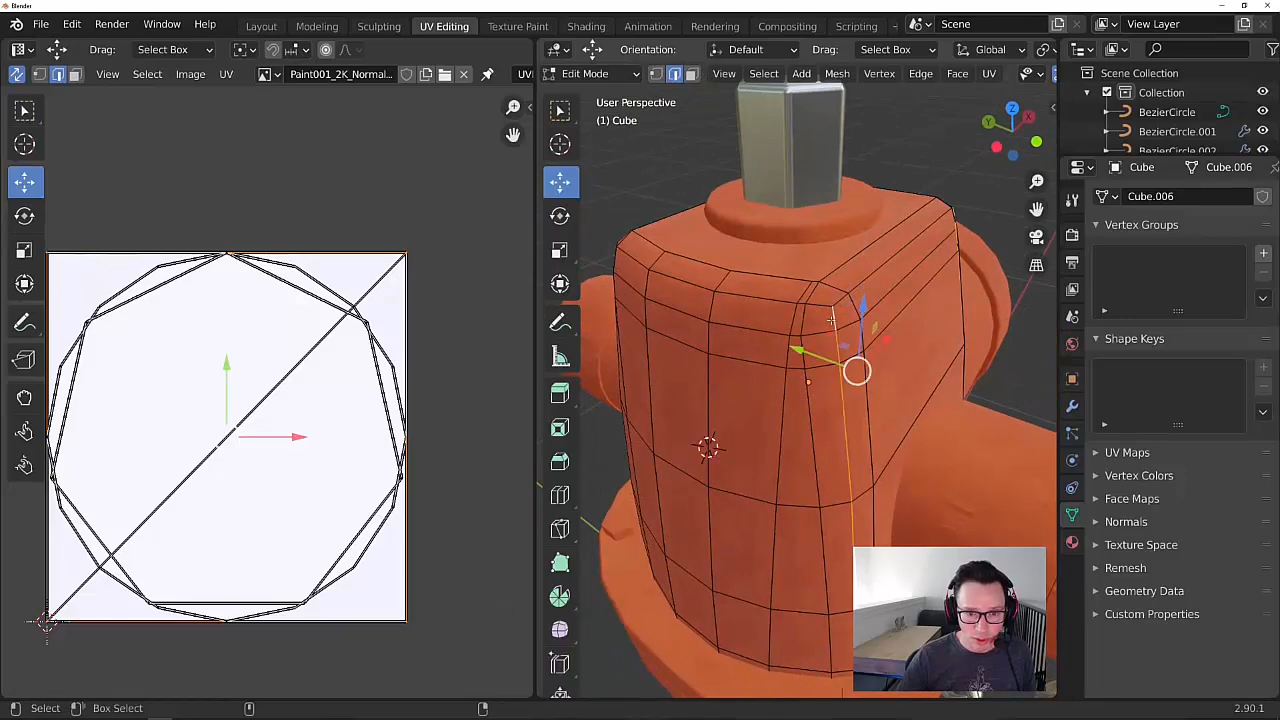 Blender
File Edit Render Window Help Layout Modeling Sculpting UV Editing Texture Paint Shading Animation Rendering Compositing Scripting Scene View Layer
Drag: Select Box Orientation: Default Drag: Select Box Global
View Select Image UV Paint001_2K_Normal... UV Edit Mode View Select Add Mesh Vertex Edge Face UV
Scene Collection
Collection
BezierCircle
BezierCircle.001
BezierCircle.002
User Perspective
(1) Cube
Z
X
Y
Cube Cube.006
Cube.006
Vertex Groups
Shape Keys
UV Maps
Vertex Colors
Face Maps
Normals
Texture Space
Remesh
Geometry Data
Custom Properties
Select Box Select 2.90.1